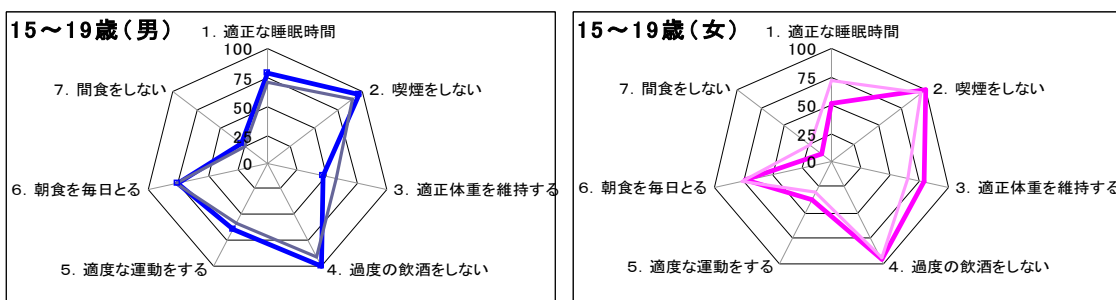 15～19歳（男）
1．適正な睡眠時間
100
75
50
25
0
2．喫煙をしない
3．適正体重を維持する
4．過度の飲酒をしない
5．適度な運動をする
6．朝食を毎日とる
7．間食をしない
15～19歳（女）
1．適正な睡眠時間
100
75
50
25
0
2．喫煙をしない
3．適正体重を維持する
4．過度の飲酒をしない
5．適度な運動をする
6．朝食を毎日とる
7．間食をしない